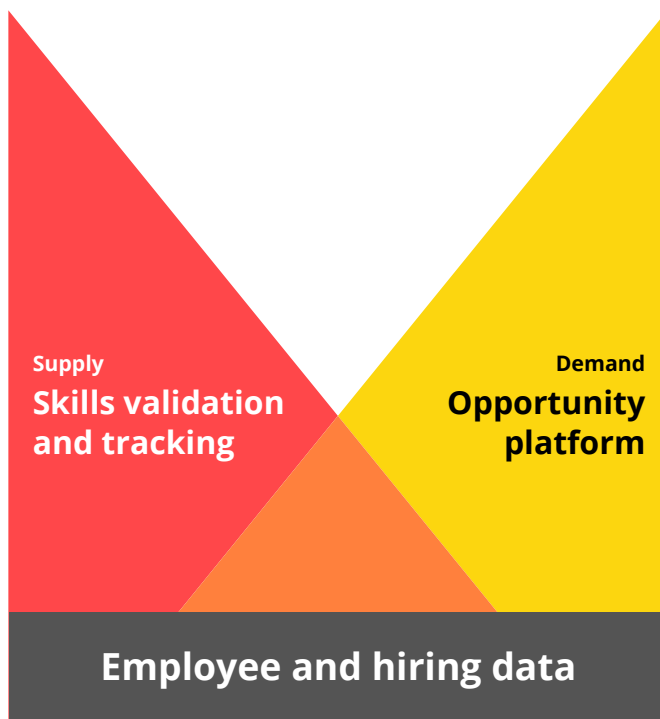 Supply
Skills validation
and tracking
Demand
Opportunity
platform
Employee and hiring data